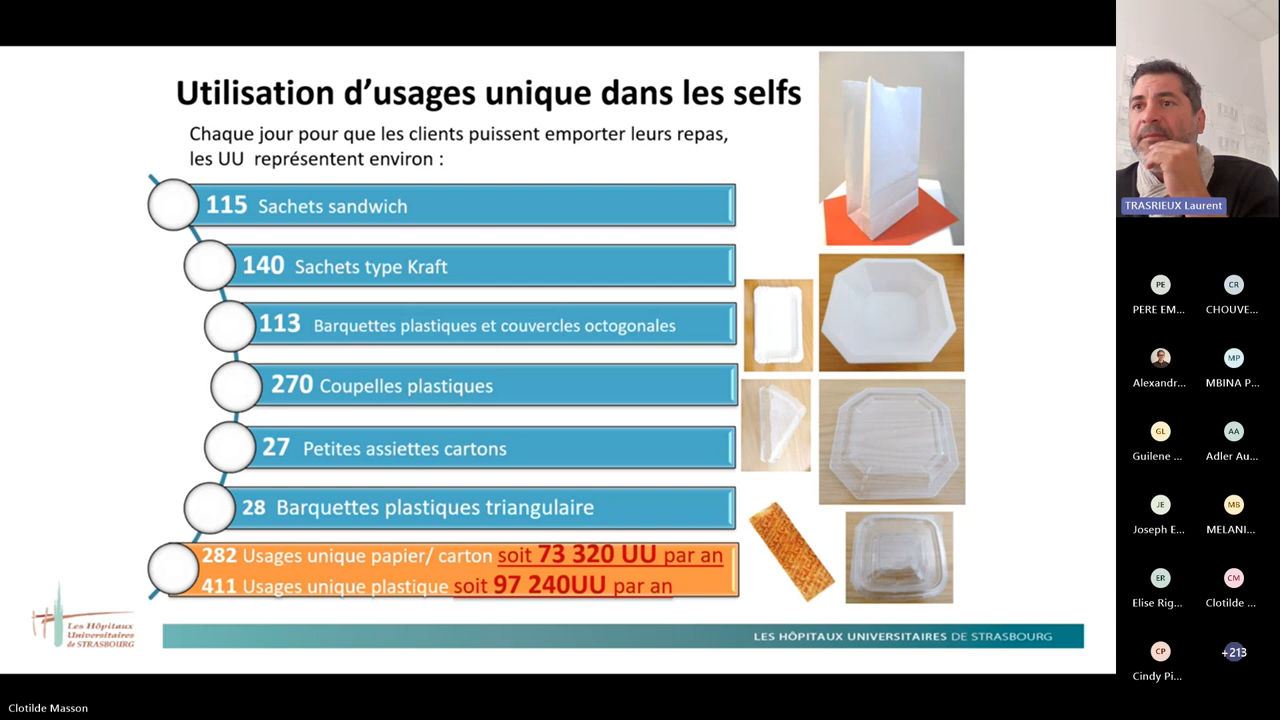 Utilisation d'usages unique dans les selfs
Chaque jour pour que les clients puissent emporter leurs repas,
les UU représentent environ :
115 Sachets sandwich
140 Sachets type Kraft
113 Barquettes plastiques et couvercles octogonales
270 Coupelles plastiques
27 Petites assiettes cartons
28 Barquettes plastiques triangulaire
282 Usages unique papier/ carton soit 73 320 UU par an
411 Usages unique plastique soit 97 240UU par an
Les Hôpitaux
Universitaires
de STRASBOURG
LES HÔPITAUX UNIVERSITAIRES DE STRASBOURG
TRASRIEUX Laurent
PE
CR
PERE EM...
CHOUVE...
MP
Alexandr...
MBINA P...
GL
AA
Guilene ...
Adler Au...
JE
MB
Joseph E...
MELANI...
ER
CM
Elise Rig...
Clotilde ...
CP
+213
Cindy Pi...
Clotilde Masson